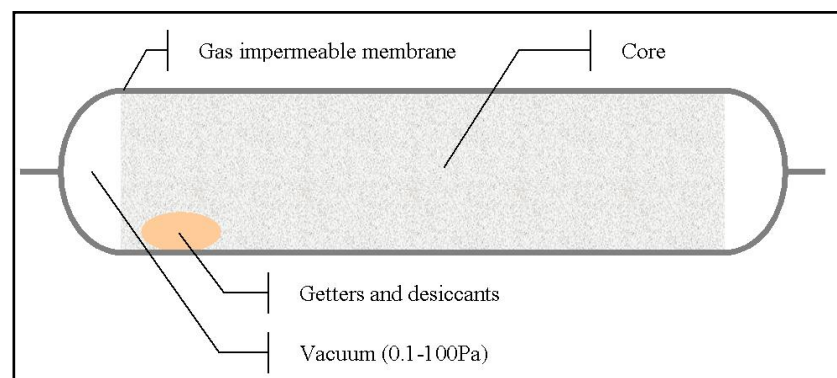 Gas impermeable membrane
Core
Getters and desiccants
Vacuum (0.1-100Pa)